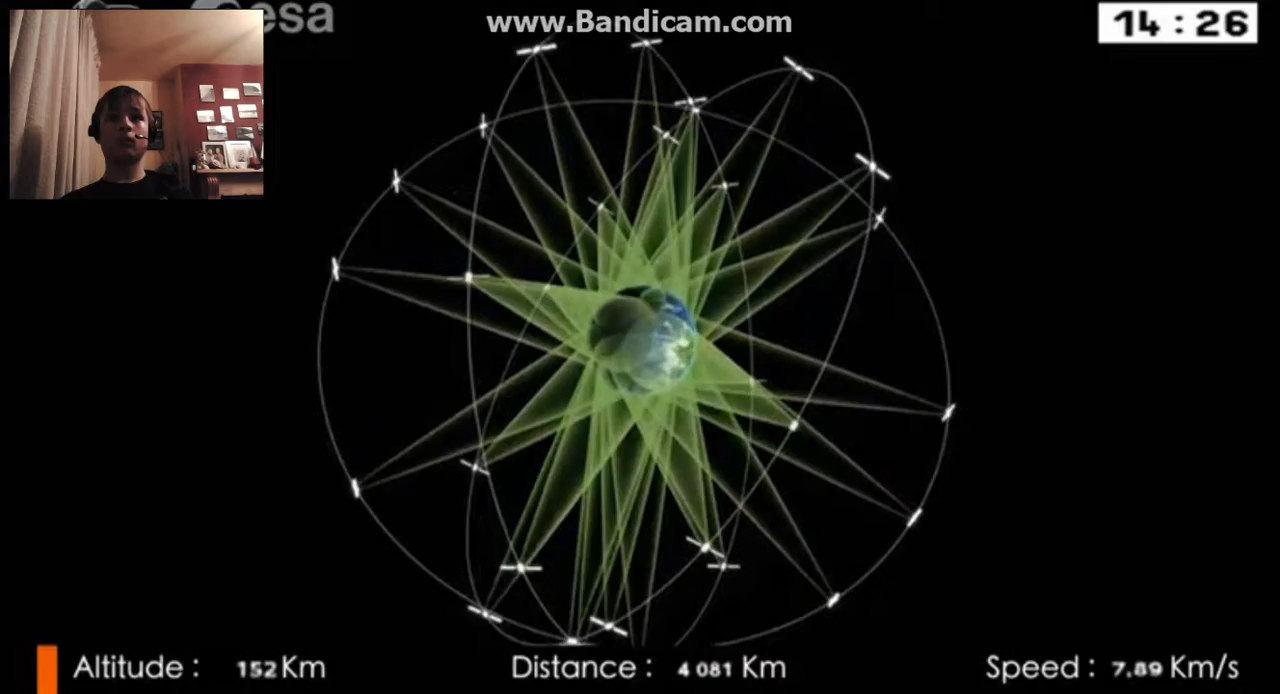 esa
www.Bandicam.com
14 : 26
Altitude : 152 Km
Distance : 4 081 Km
Speed : 7.89 Km/s